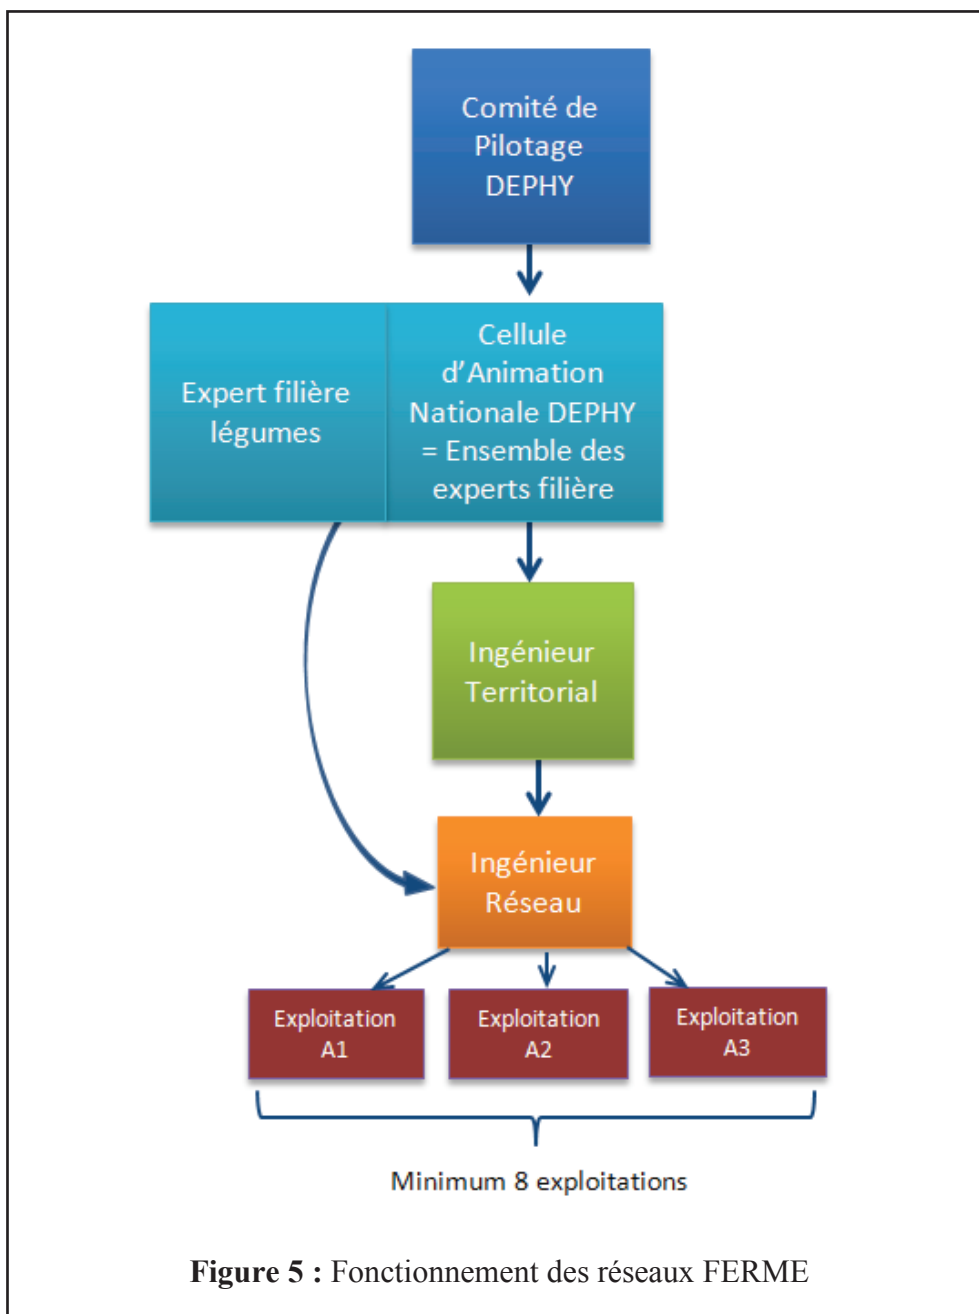 Comité de
Pilotage
DEPHY
Expert filière
légumes
Cellule
d'Animation
Nationale DEPHY
= Ensemble des
experts filière
Ingénieur
Territorial
Ingénieur
Réseau
Exploitation
A1
Exploitation
A2
Exploitation
A3
Minimum 8 exploitations
Figure 5 : Fonctionnement des réseaux FERME